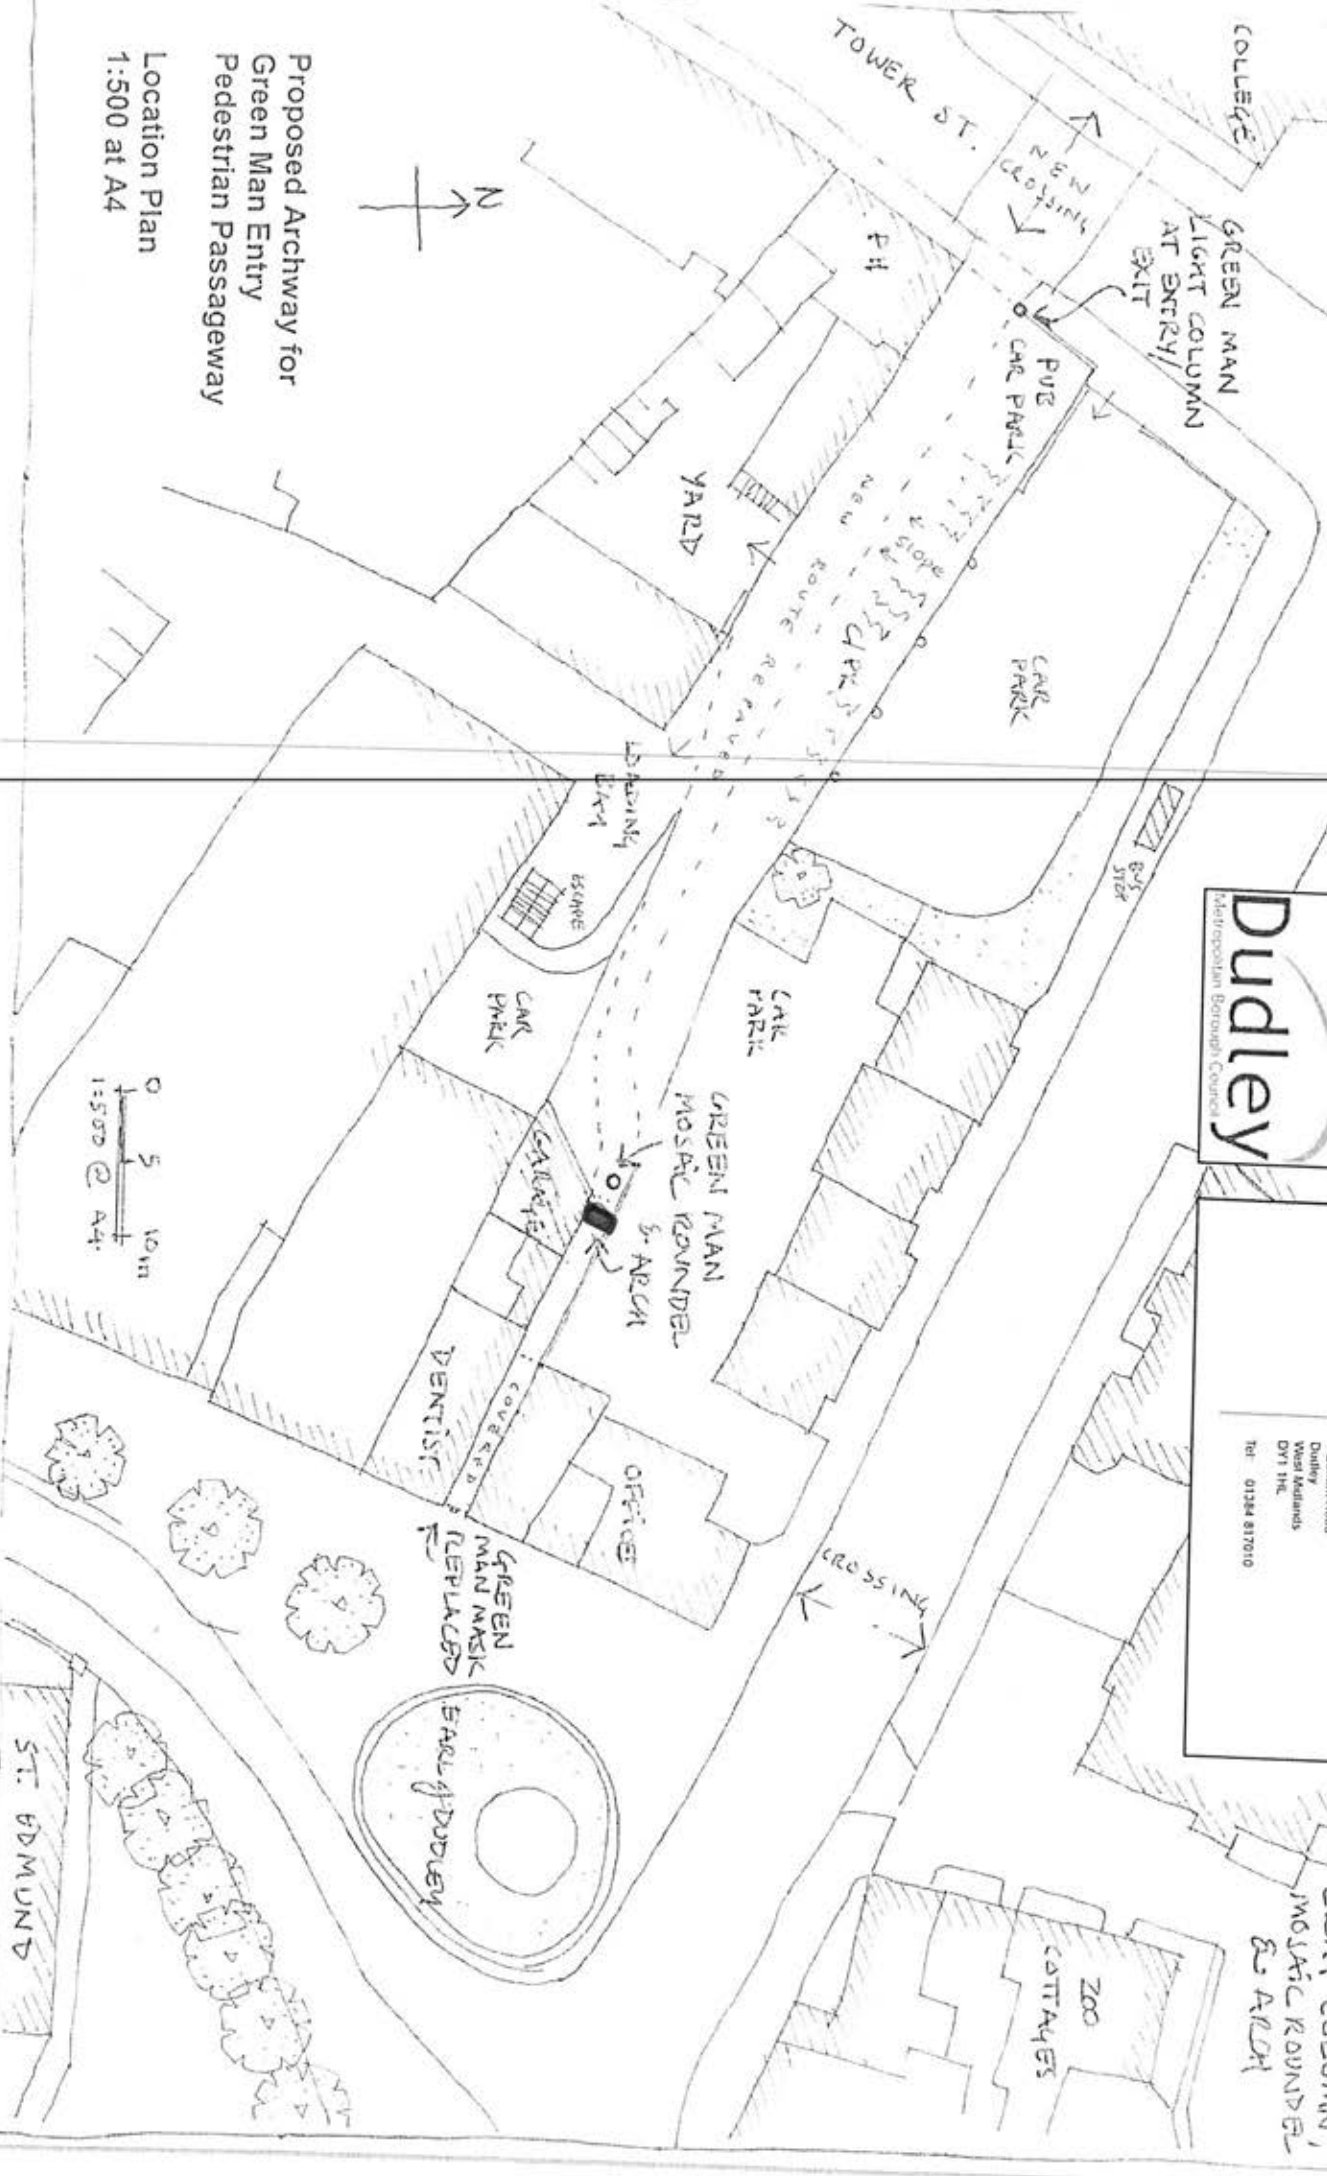 COLLEGE
TOWER ST.
NEW
CROSSING
GREEN MAN
LIGHT COLUMN
AT ENTRY/
EXIT
PH
PUB
CAR PARK
YARD
slope
NEW ROUTE REPAVED
CAR
PARK
BUS
STOP
LOADING
BAY
ESCAPE
CAR
PARK
CAR
PARK
GREEN MAN
MOSAIC ROUNDEL
& ARCH
GARAGE
DENTIST
COVERED
OFFICE
GREEN
MAN MASK
REPLACED
CROSSING
EARL of DUDLEY
ST. EDMUND
ZOO
COTTAGES
MOSAIC ROUNDEL
& ARCH
Dudley
Metropolitan Borough Council
Dudley
West Midlands
DY1 1HL
Tel: 01384 817010
N
Proposed Archway for
Green Man Entry
Pedestrian Passageway
Location Plan
1:500 at A4
0 5 10m
1:500 @ A4.